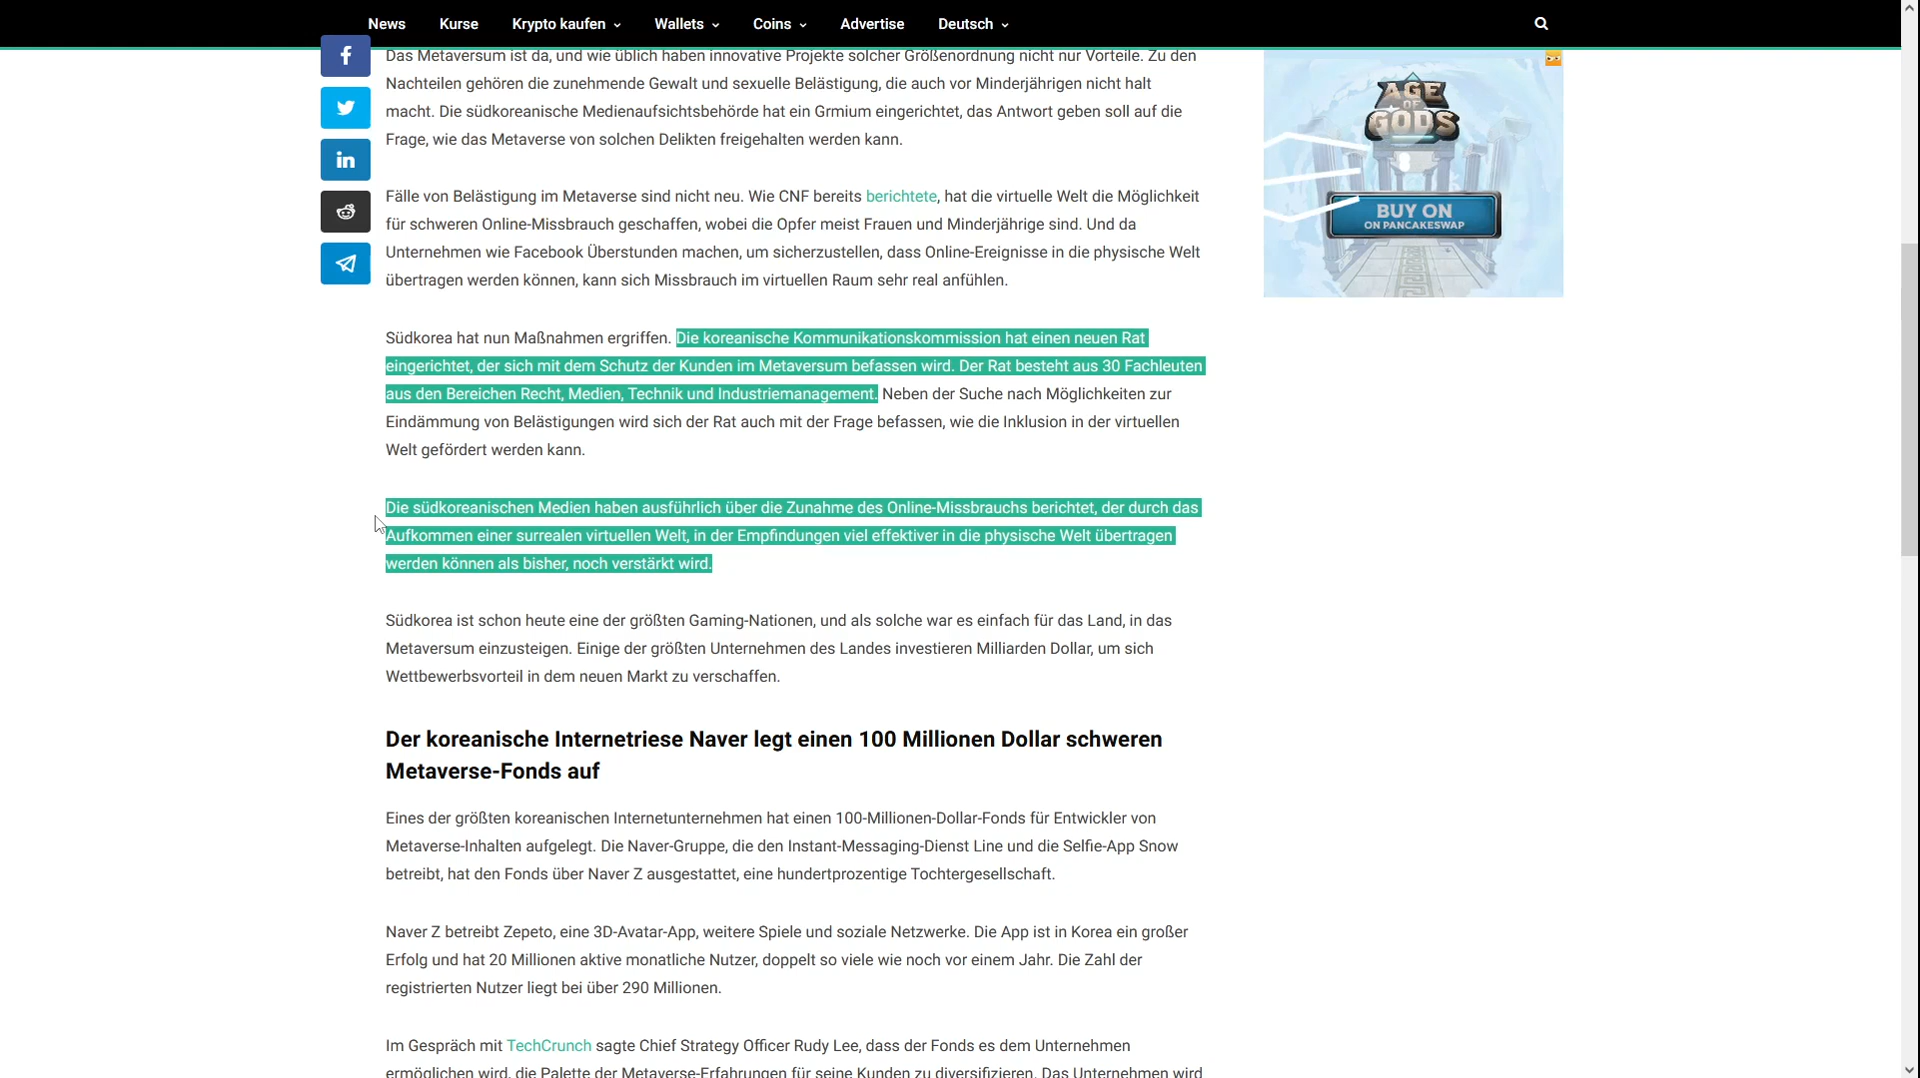 News Kurse Krypto kaufen Wallets Coins Advertise Deutsch
Das Metaversum ist da, und wie üblich haben innovative Projekte solcher Größenordnung nicht nur Vorteile. Zu den
Nachteilen gehören die zunehmende Gewalt und sexuelle Belästigung, die auch vor Minderjährigen nicht halt
macht. Die südkoreanische Medienaufsichtsbehörde hat ein Grmium eingerichtet, das Antwort geben soll auf die
Frage, wie das Metaverse von solchen Delikten freigehalten werden kann.
Fälle von Belästigung im Metaverse sind nicht neu. Wie CNF bereits berichtete, hat die virtuelle Welt die Möglichkeit
für schweren Online-Missbrauch geschaffen, wobei die Opfer meist Frauen und Minderjährige sind. Und da
Unternehmen wie Facebook Überstunden machen, um sicherzustellen, dass Online-Ereignisse in die physische Welt
übertragen werden können, kann sich Missbrauch im virtuellen Raum sehr real anfühlen.
Südkorea hat nun Maßnahmen ergriffen. Die koreanische Kommunikationskommission hat einen neuen Rat
eingerichtet, der sich mit dem Schutz der Kunden im Metaversum befassen wird. Der Rat besteht aus 30 Fachleuten
aus den Bereichen Recht, Medien, Technik und Industriemanagement. Neben der Suche nach Möglichkeiten zur
Eindämmung von Belästigungen wird sich der Rat auch mit der Frage befassen, wie die Inklusion in der virtuellen
Welt gefördert werden kann.
Die südkoreanischen Medien haben ausführlich über die Zunahme des Online-Missbrauchs berichtet, der durch das
Aufkommen einer surrealen virtuellen Welt, in der Empfindungen viel effektiver in die physische Welt übertragen
werden können als bisher, noch verstärkt wird.
Südkorea ist schon heute eine der größten Gaming-Nationen, und als solche war es einfach für das Land, in das
Metaversum einzusteigen. Einige der größten Unternehmen des Landes investieren Milliarden Dollar, um sich
Wettbewerbsvorteil in dem neuen Markt zu verschaffen.
Der koreanische Internetriese Naver legt einen 100 Millionen Dollar schweren
Metaverse-Fonds auf
Eines der größten koreanischen Internetunternehmen hat einen 100-Millionen-Dollar-Fonds für Entwickler von
Metaverse-Inhalten aufgelegt. Die Naver-Gruppe, die den Instant-Messaging-Dienst Line und die Selfie-App Snow
betreibt, hat den Fonds über Naver Z ausgestattet, eine hundertprozentige Tochtergesellschaft.
Naver Z betreibt Zepeto, eine 3D-Avatar-App, weitere Spiele und soziale Netzwerke. Die App ist in Korea ein großer
Erfolg und hat 20 Millionen aktive monatliche Nutzer, doppelt so viele wie noch vor einem Jahr. Die Zahl der
registrierten Nutzer liegt bei über 290 Millionen.
Im Gespräch mit TechCrunch sagte Chief Strategy Officer Rudy Lee, dass der Fonds es dem Unternehmen
ermöglichen wird, die Palette der Metaverse-Erfahrungen für seine Kunden zu diversifizieren. Das Unternehmen wird
AGE
OF
GODS
BUY ON
ON PANCAKESWAP